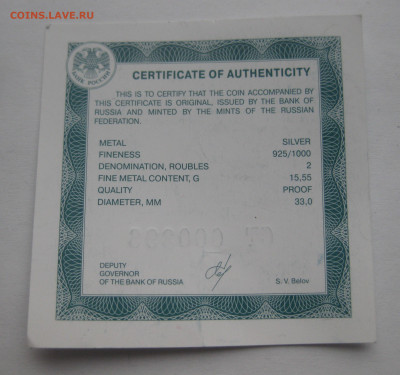 COINS.LAVE.RU
CERTIFICATE OF AUTHENTICITY
THIS IS TO CERTIFY THAT THE COIN ACCOMPANIED BY
THIS CERTIFICATE IS ORIGINAL, ISSUED BY THE BANK OF
RUSSIA AND MINTED BY THE MINTS OF THE RUSSIAN
FEDERATION.
METAL SILVER
FINENESS 925/1000
DENOMINATION, ROUBLES 2
FINE METAL CONTENT, G 15,55
QUALITY PROOF
DIAMETER, MM 33,0
DEPUTY
GOVERNOR
OF THE BANK OF RUSSIA S. V. Belov